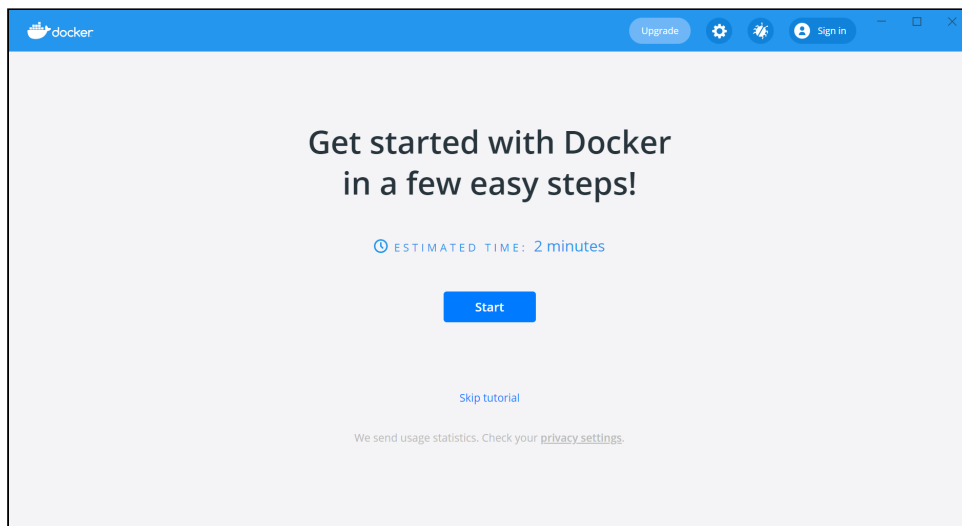 docker
Upgrade
Sign in
Get started with Docker
in a few easy steps!
ESTIMATED TIME: 2 minutes
Start
Skip tutorial
We send usage statistics. Check your privacy settings.